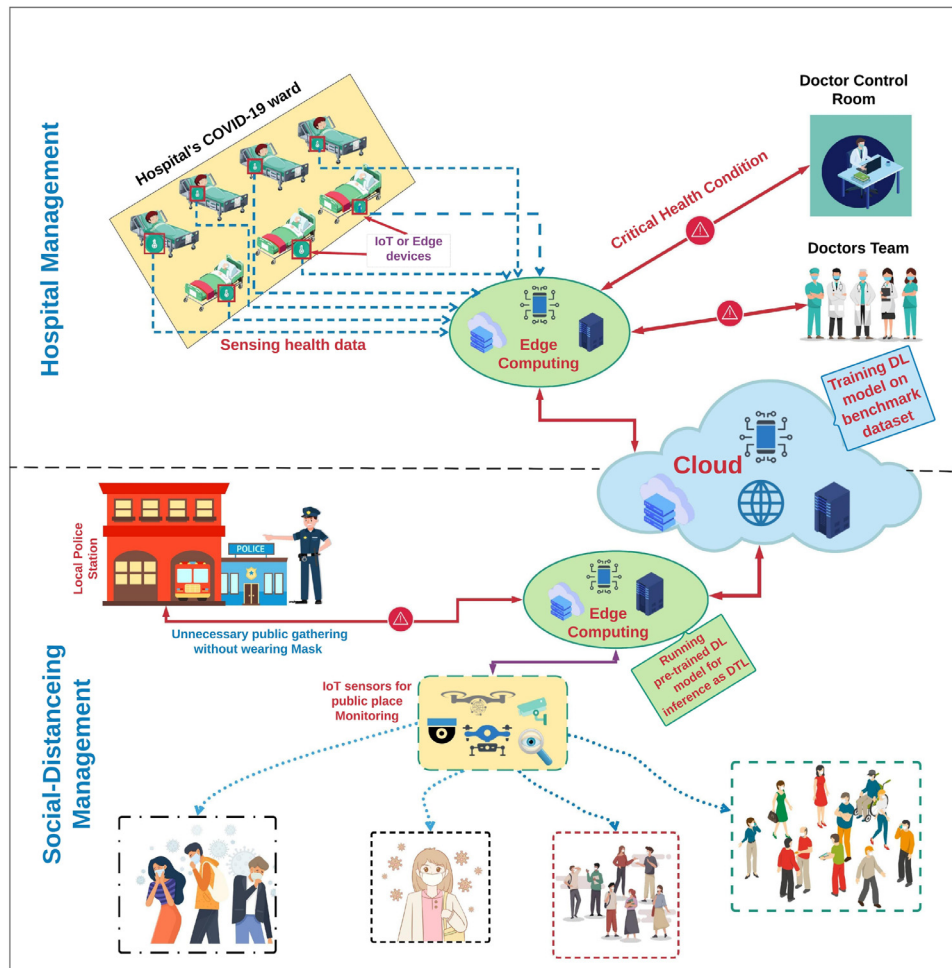 Hospital Management
Hospital's COVID-19 ward
IoT or Edge
devices
Sensing health data
Critical Health Condition
Doctor Control
Room
Doctors Team
Edge
Computing
Training DL
model on
benchmark
dataset
Cloud
Local Police
Station
POLICE
Unnecessary public gathering
without wearing Mask
Edge
Computing
Running
pre-trained DL
model for
inference as DTL
Social-Distanceing
Management
IoT sensors for
public place
Monitoring